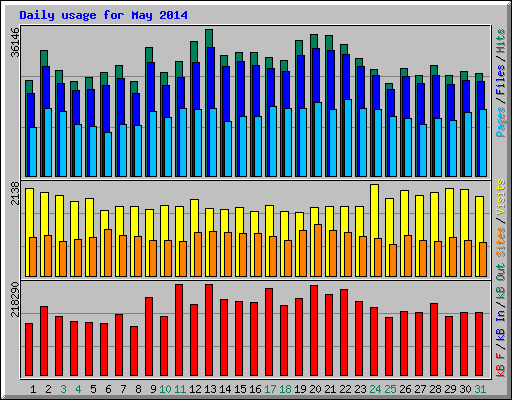 Daily usage for May 2014
36146
Pages / Files / Hits
2138
Sites / Visits
218290
kB F / kB In / kB Out
1 2 3 4 5 6 7 8 9 10 11 12 13 14 15 16 17 18 19 20 21 22 23 24 25 26 27 28 29 30 31